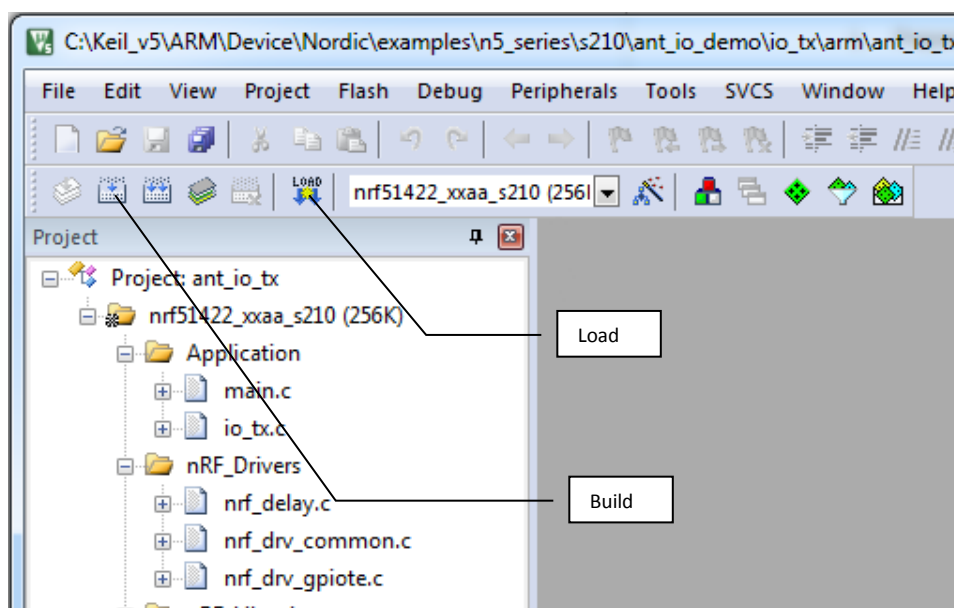 C:\Keil_v5\ARM\Device\Nordic\examples\n5_series\s210\ant_io_demo\io_tx\arm\ant_io_tx
File Edit View Project Flash Debug Peripherals Tools SVCS Window Help
LOAD nrf51422_xxaa_s210 (256
Project
Project: ant_io_tx
nrf51422_xxaa_s210 (256K)
Load
Application
main.c
io_tx.c
nRF_Drivers
nrf_delay.c
Build
nrf_drv_common.c
nrf_drv_gpiote.c